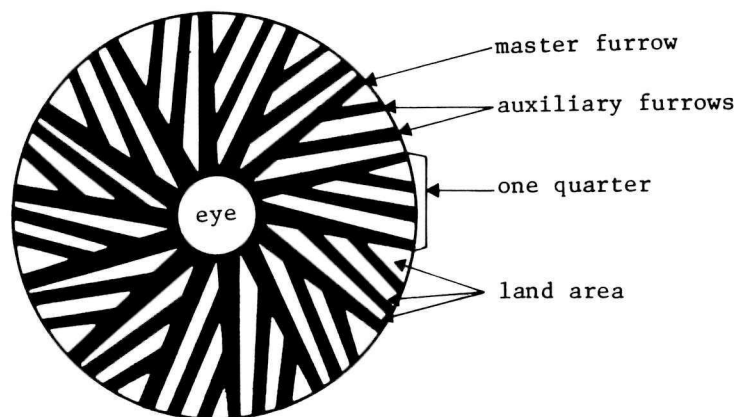 master furrow
auxiliary furrows
one quarter
eye
land area